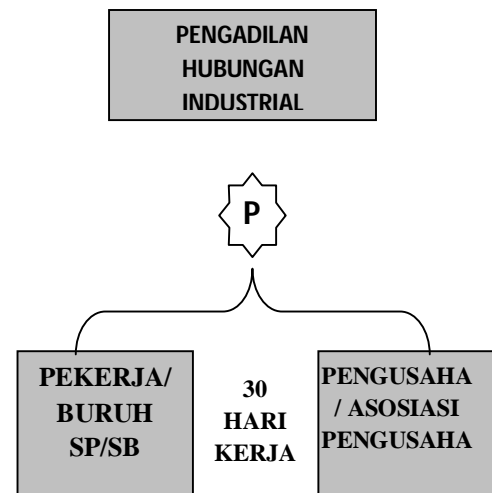 PENGADILAN
HUBUNGAN
INDUSTRIAL
P
PEKERJA/
BURUH
SP/SB
30
HARI
KERJA
PENGUSAHA
/ ASOSIASI
PENGUSAHA